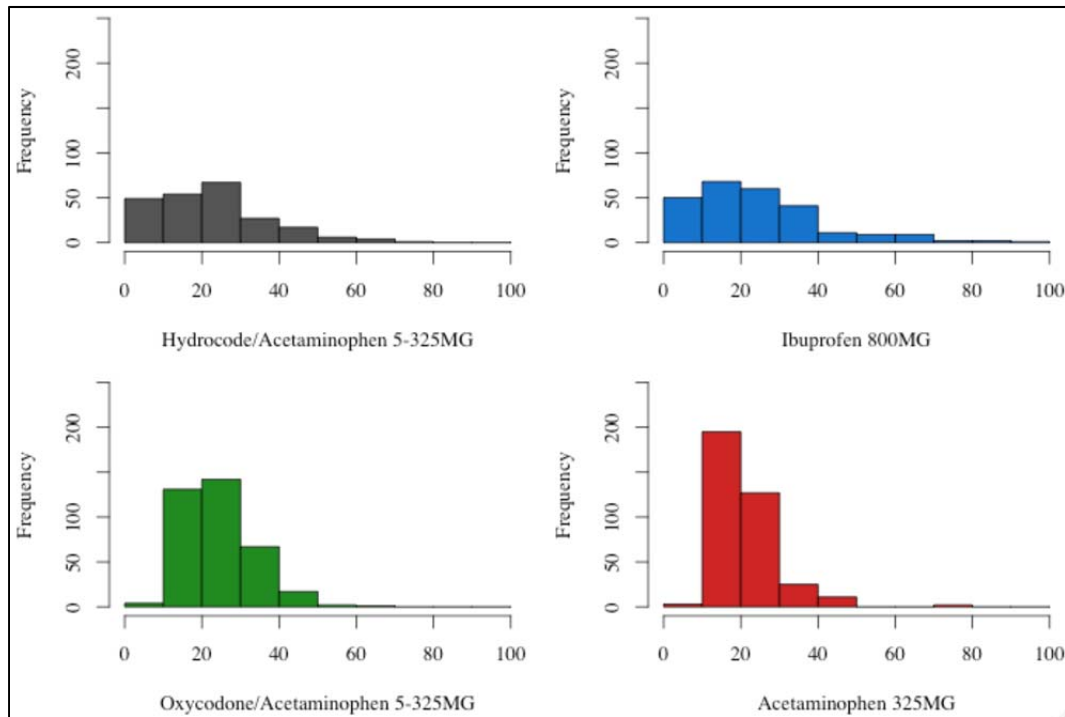 Frequency
200
100
50
0
0 20 40 60 80 100
Hydrocode/Acetaminophen 5-325MG
Frequency
200
100
50
0
0 20 40 60 80 100
Ibuprofen 800MG
Frequency
200
100
50
0
0 20 40 60 80 100
Oxycodone/Acetaminophen 5-325MG
Frequency
200
100
50
0
0 20 40 60 80 100
Acetaminophen 325MG